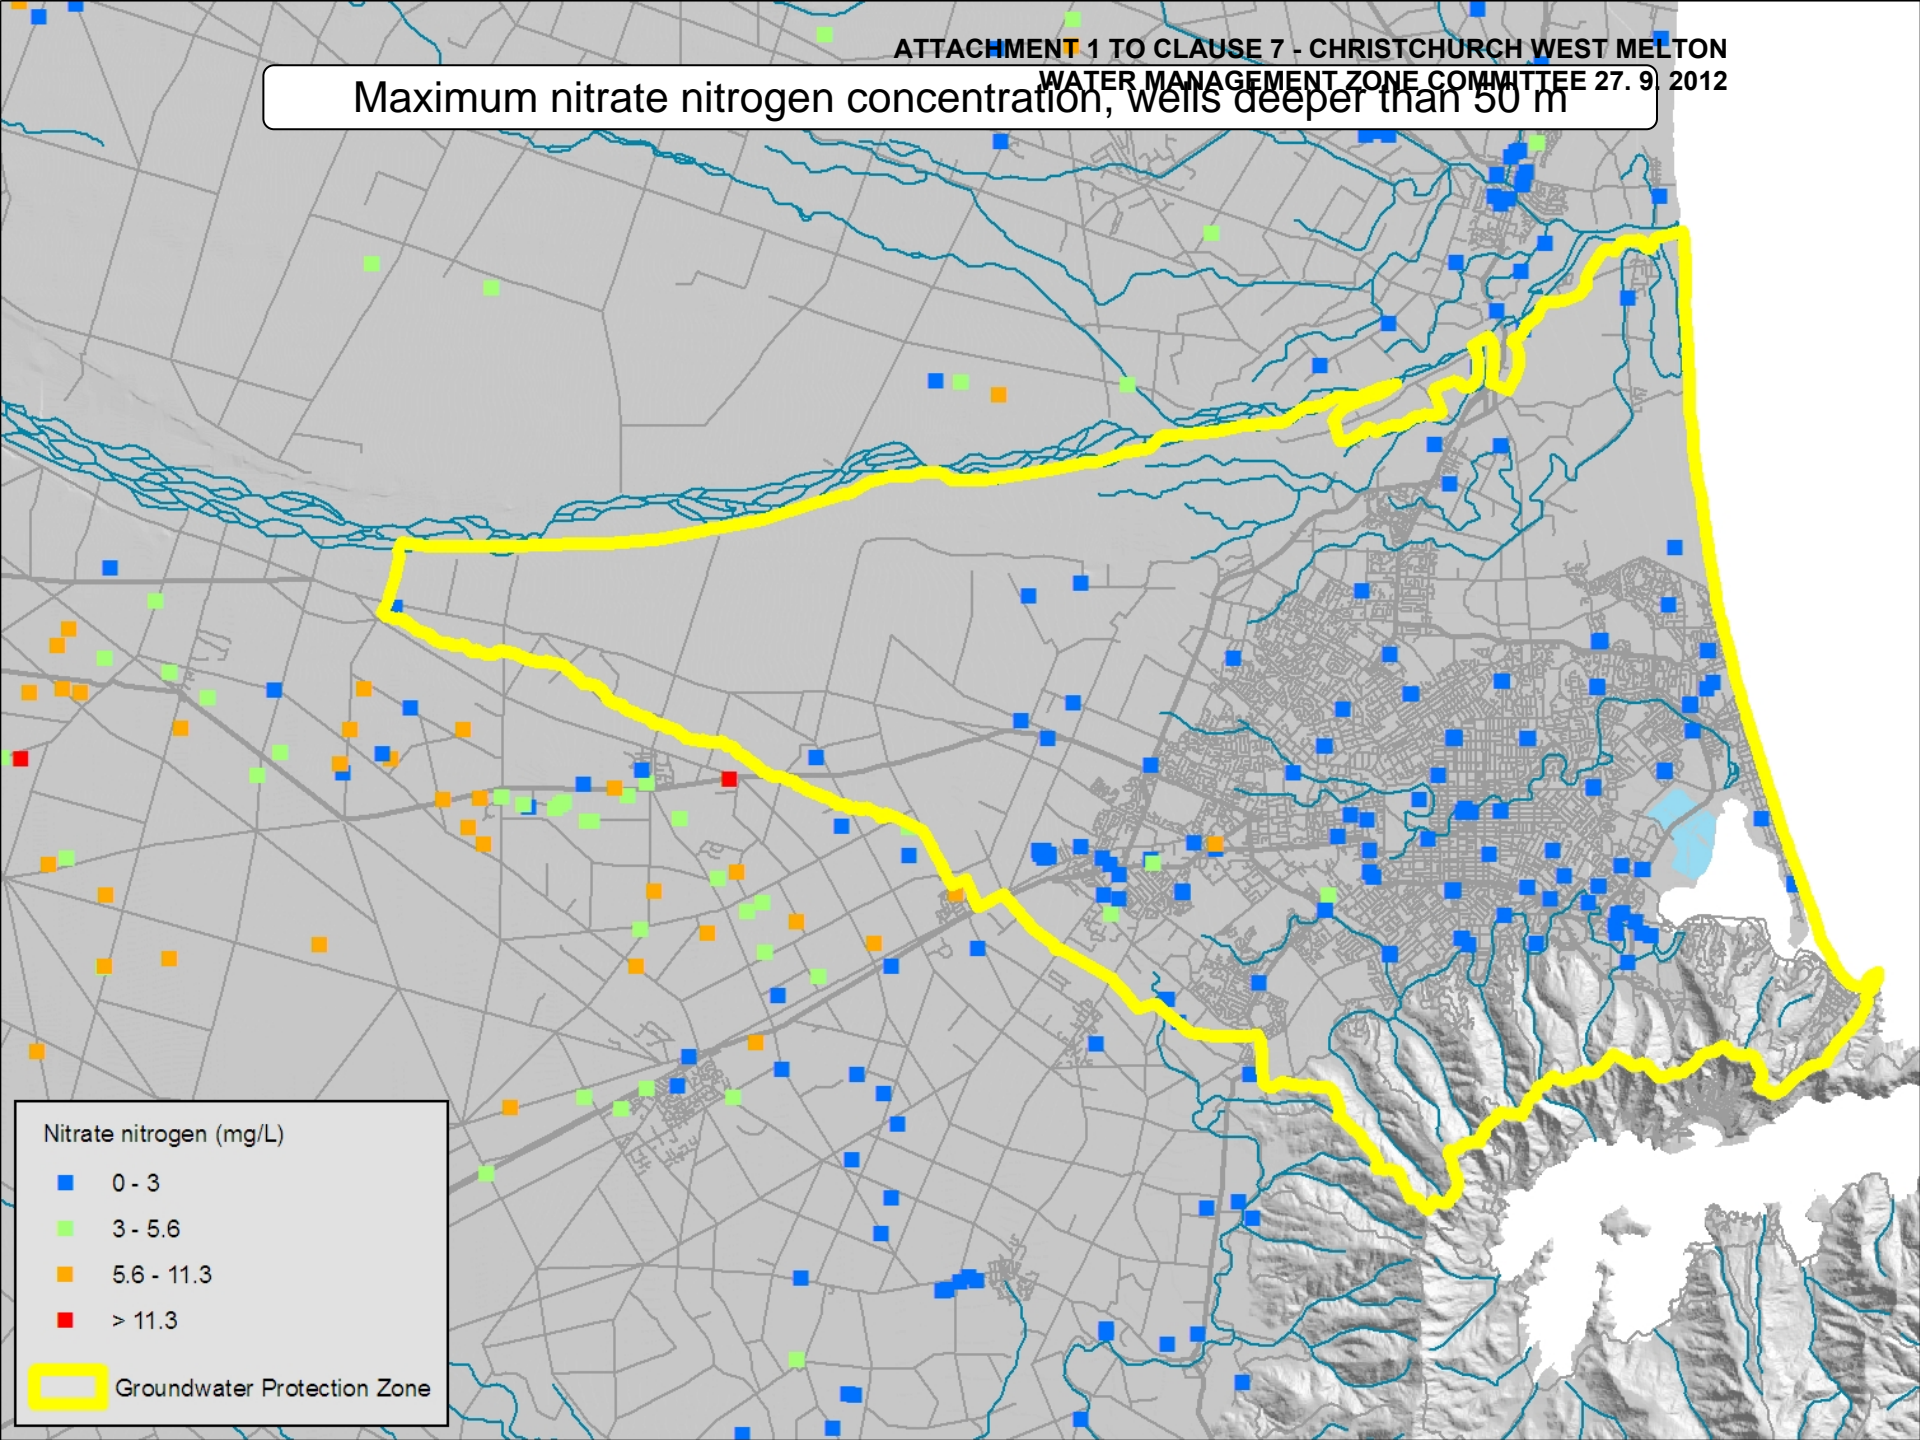 ATTACHMENT 1 TO CLAUSE 7 - CHRISTCHURCH WEST MELTON
WATER MANAGEMENT ZONE COMMITTEE 27. 9. 2012
Maximum nitrate nitrogen concentration, wells deeper than 50 m
Nitrate nitrogen (mg/L)
0 - 3
3 - 5.6
5.6 - 11.3
> 11.3
Groundwater Protection Zone